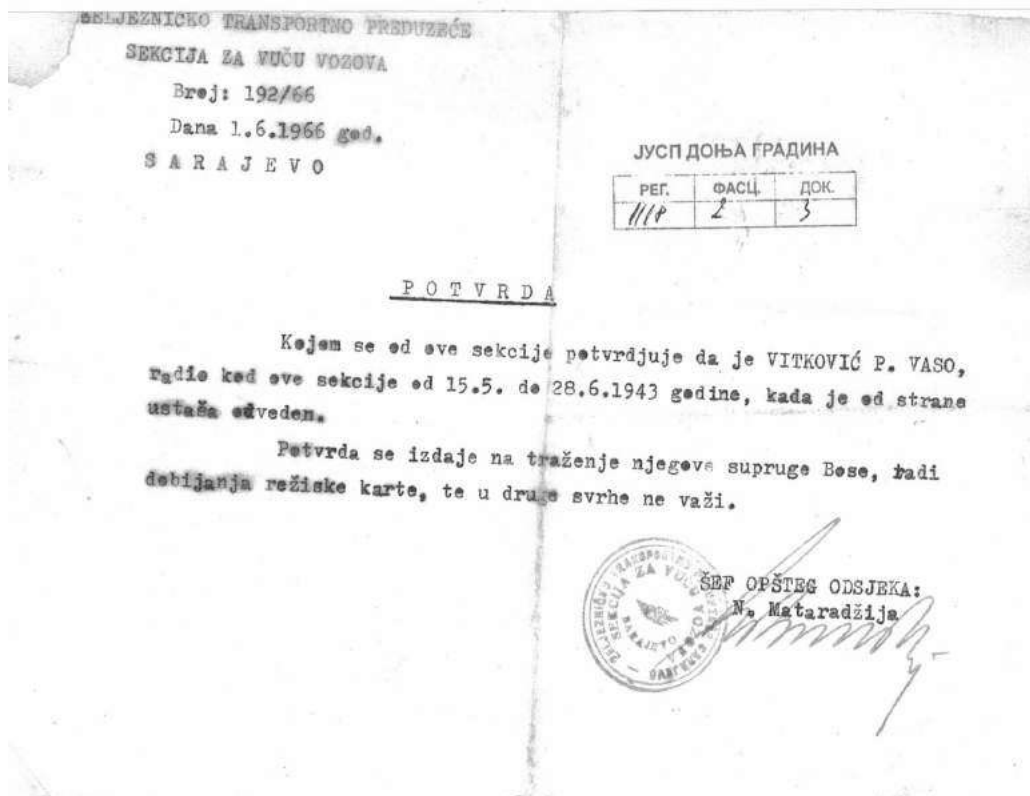 ŽELJEZNIČKO TRANSPORTNO PREDUZEĆE
SEKCIJA ZA VUČU VOZOVA
Broj: 192/66
Dana 1.6.1966 god.
S A R A J E V O
ЈУСП ДОЊА ГРАДИНА
РЕГ. ФАСЦ. ДОК.
1118 2 3
P O T V R D A
Kojom se od ove sekcije potvrdjuje da je VITKOVIĆ P. VASO,
radio kod ove sekcije od 15.5. do 28.6.1943 godine, kada je od strane
ustaša odveden.
Potvrda se izdaje na traženje njegove supruge Bose, radi
dobijanja režiske karte, te u druge svrhe ne važi.
ŠEF OPŠTEG ODSJEKA:
N. Mataradžija
SEKCIJA ZA VUČU VOZOVA
SARAJEVO